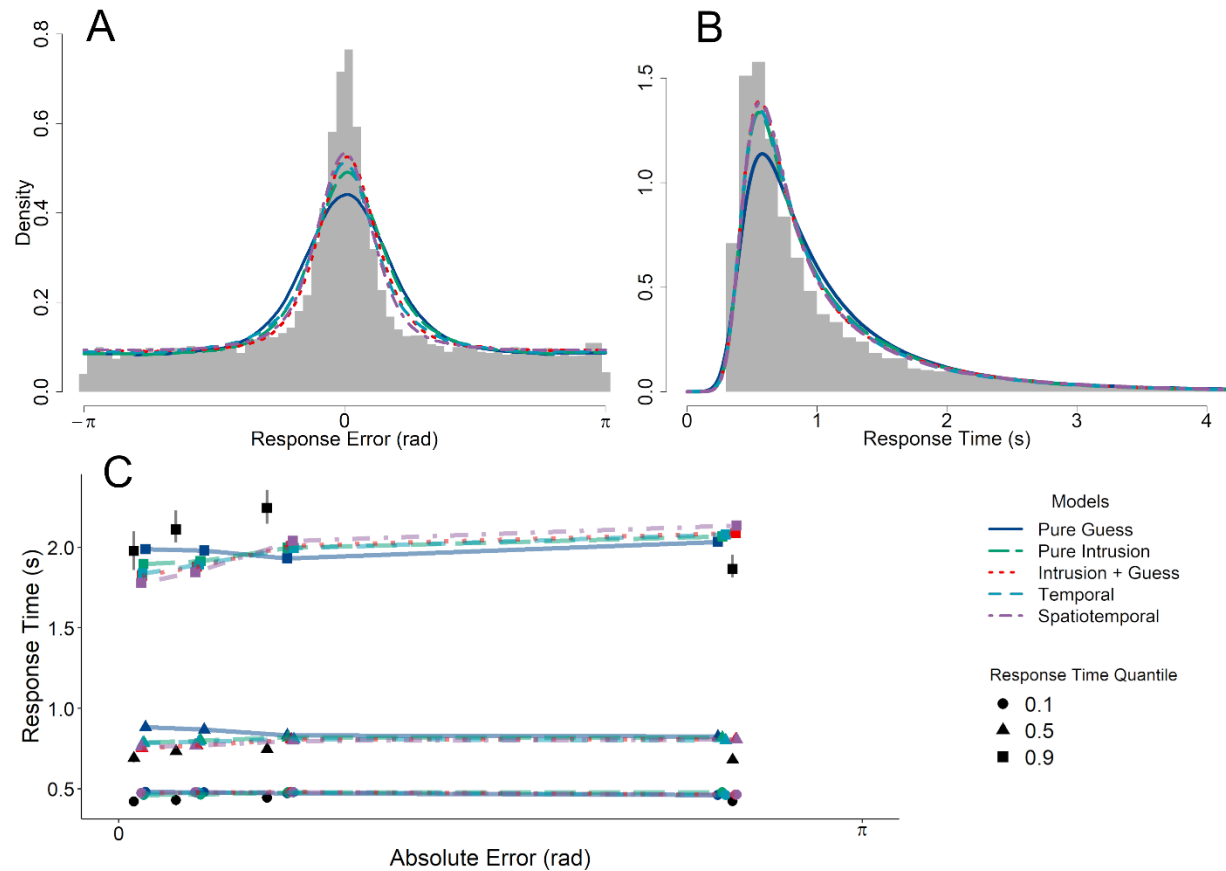 A
Density
0.0
0.2
0.4
0.6
0.8
−π
0
π
Response Error (rad)
B
0.0
0.5
1.0
1.5
0
1
2
3
4
Response Time (s)
C
Response Time (s)
2.0
1.5
1.0
0.5
0
π
Absolute Error (rad)
Models
Pure Guess
Pure Intrusion
Intrusion + Guess
Temporal
Spatiotemporal
Response Time Quantile
0.1
0.5
0.9